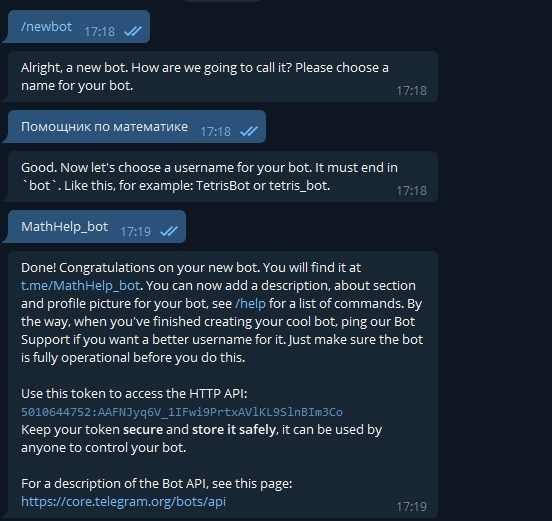 /newbot 17:18
Alright, a new bot. How are we going to call it? Please choose a
name for your bot.
17:18
Помощник по математике 17:18
Good. Now let's choose a username for your bot. It must end in
`bot`. Like this, for example: TetrisBot or tetris_bot.
17:18
MathHelp_bot 17:19
Done! Congratulations on your new bot. You will find it at
t.me/MathHelp_bot. You can now add a description, about section
and profile picture for your bot, see /help for a list of commands. By
the way, when you've finished creating your cool bot, ping our Bot
Support if you want a better username for it. Just make sure the bot
is fully operational before you do this.
Use this token to access the HTTP API:
5010644752:AAFNJyq6V_1IFwi9PrtxAVlKL9SlnBIm3Co
Keep your token secure and store it safely, it can be used by
anyone to control your bot.
For a description of the Bot API, see this page:
https://core.telegram.org/bots/api
17:19